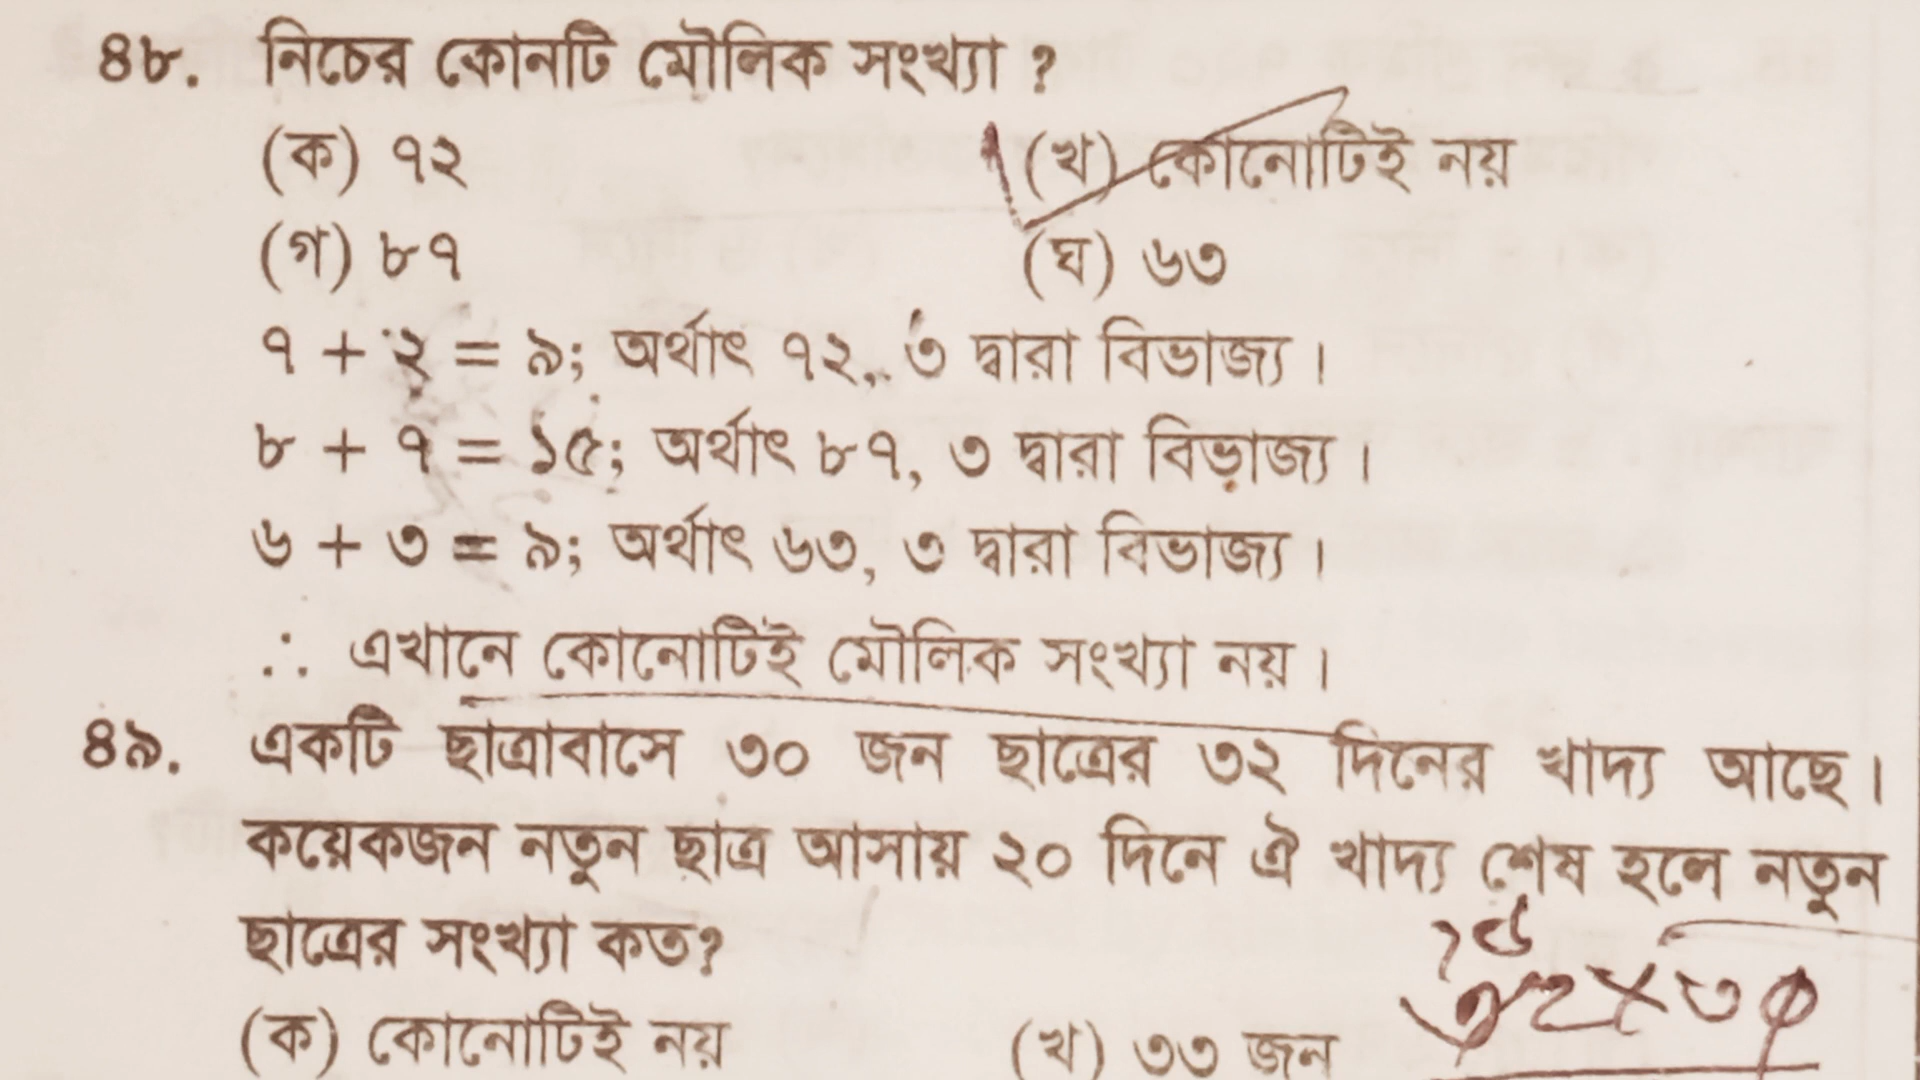 ৪৮. নিচের কোনটি মৌলিক সংখ্যা ?
(ক) ৭২ (খ) কোনোটিই নয়
(গ) ৮৭ (ঘ) ৬৩
৭ + ২ = ৯; অর্থাৎ ৭২, ৩ দ্বারা বিভাজ্য।
৮ + ৭ = ১৫; অর্থাৎ ৮৭, ৩ দ্বারা বিভাজ্য।
৬ + ৩ = ৯; অর্থাৎ ৬৩, ৩ দ্বারা বিভাজ্য।
∴ এখানে কোনোটিই মৌলিক সংখ্যা নয়।
৪৯. একটি ছাত্রাবাসে ৩০ জন ছাত্রের ৩২ দিনের খাদ্য আছে।
কয়েকজন নতুন ছাত্র আসায় ২০ দিনে ঐ খাদ্য শেষ হলে নতুন
ছাত্রের সংখ্যা কত?
৩২×৩০
(ক) কোনোটিই নয় (খ) ৩৩ জন